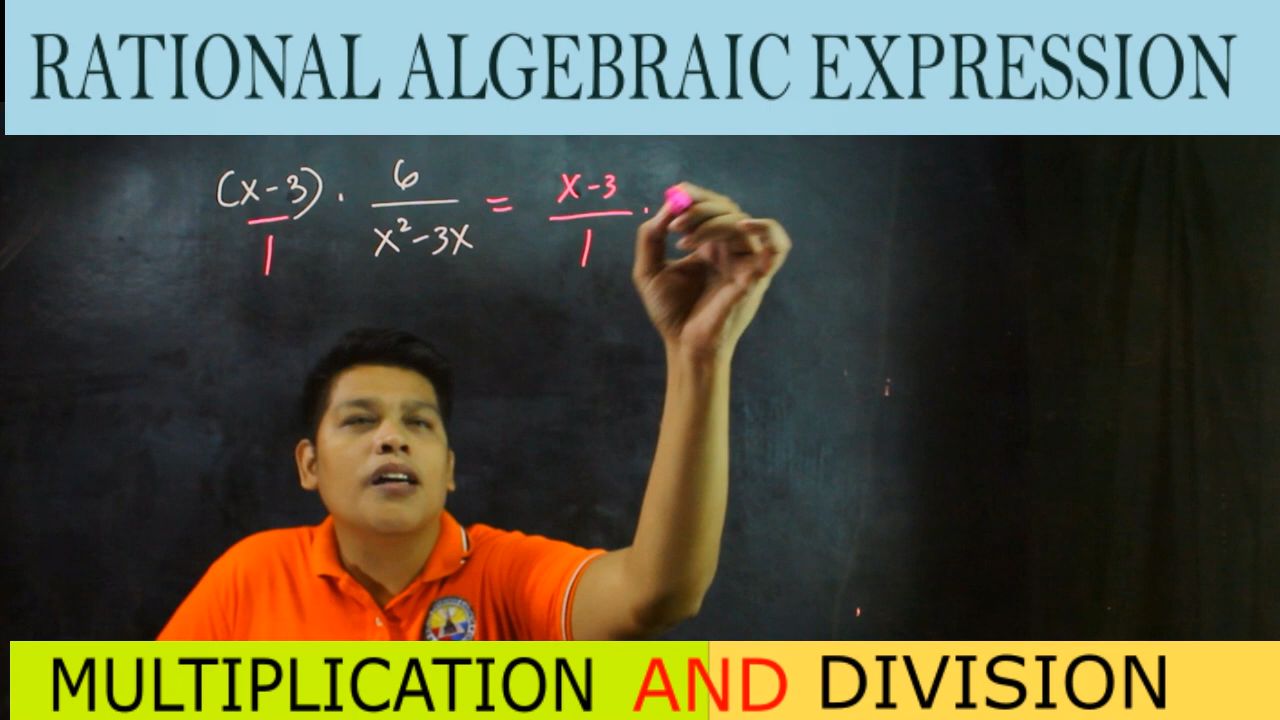 RATIONAL ALGEBRAIC EXPRESSION
(x-3)/1 · 6/(x²-3x) = x-3/1 ·
MULTIPLICATION AND DIVISION